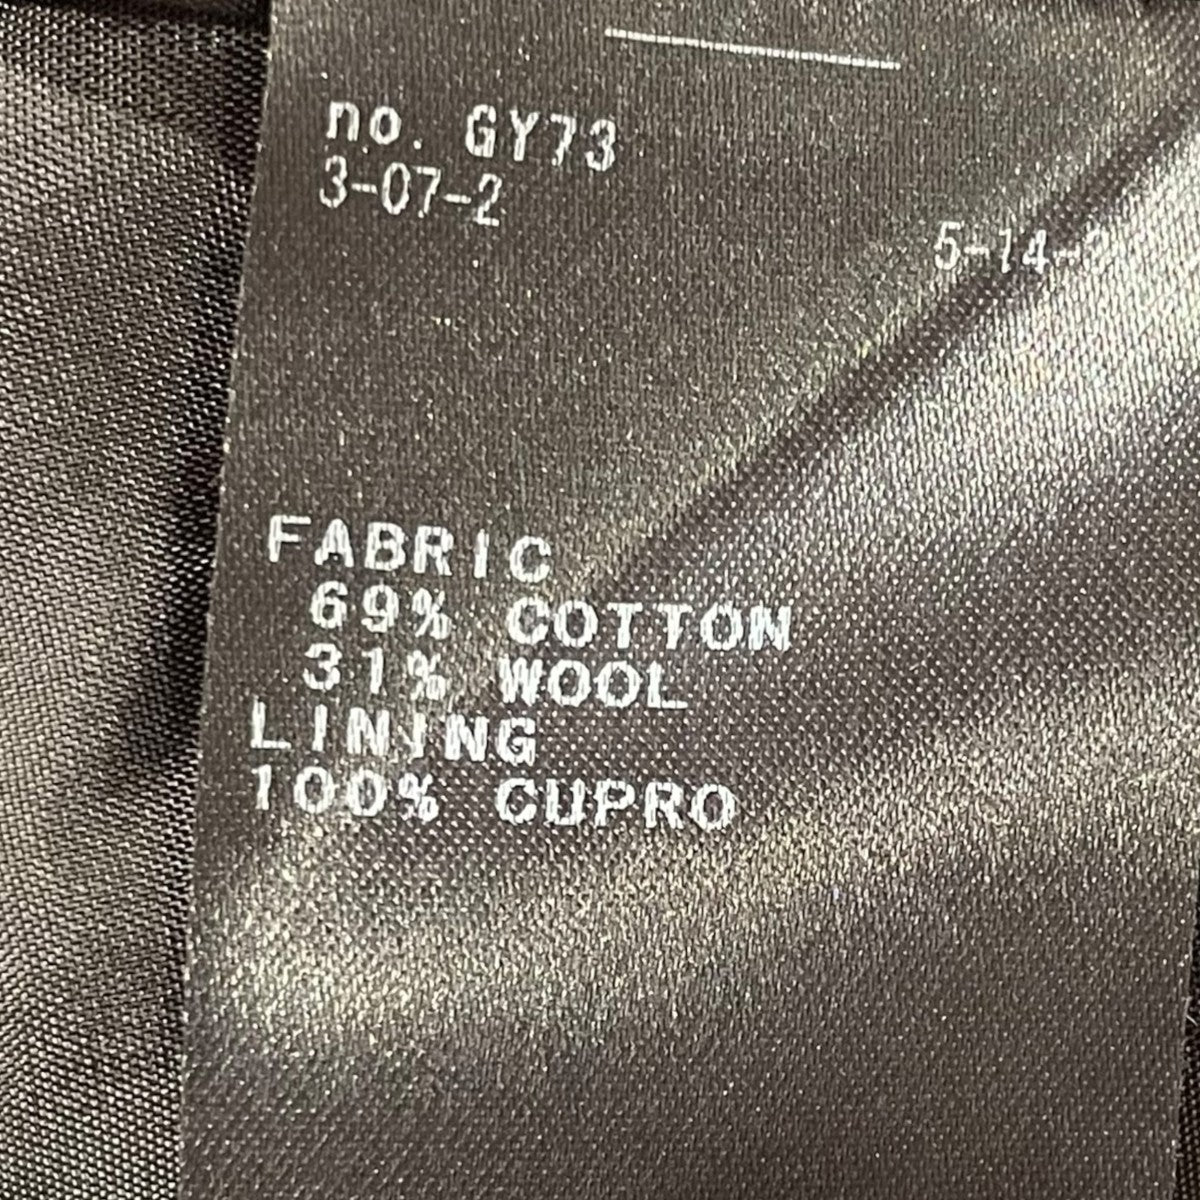 no. GY73
3-07-2
5-14-
FABRIC
69% COTTON
31% WOOL
LINING
100% CUPRO